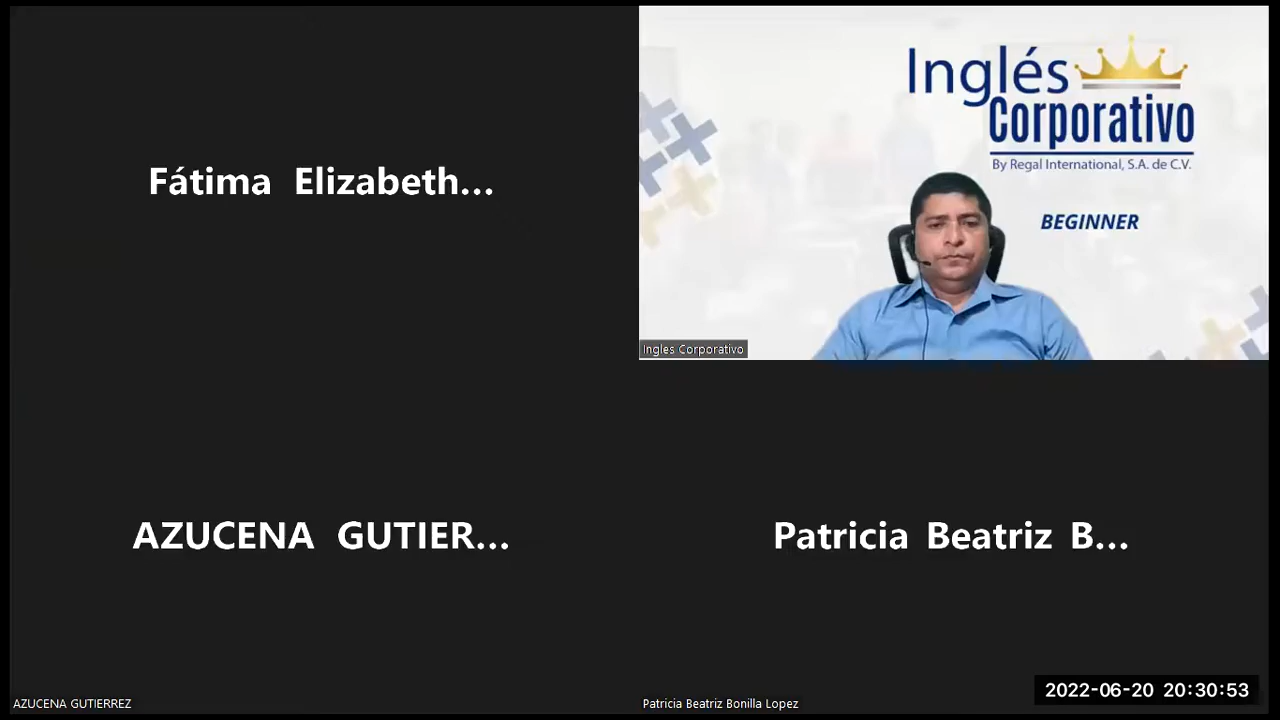 Fátima Elizabeth...
Inglés
Corporativo
By Regal International, S.A. de C.V.
BEGINNER
Ingles Corporativo
AZUCENA GUTIER...
Patricia Beatriz B...
AZUCENA GUTIERREZ
Patricia Beatriz Bonilla Lopez
2022-06-20 20:30:53